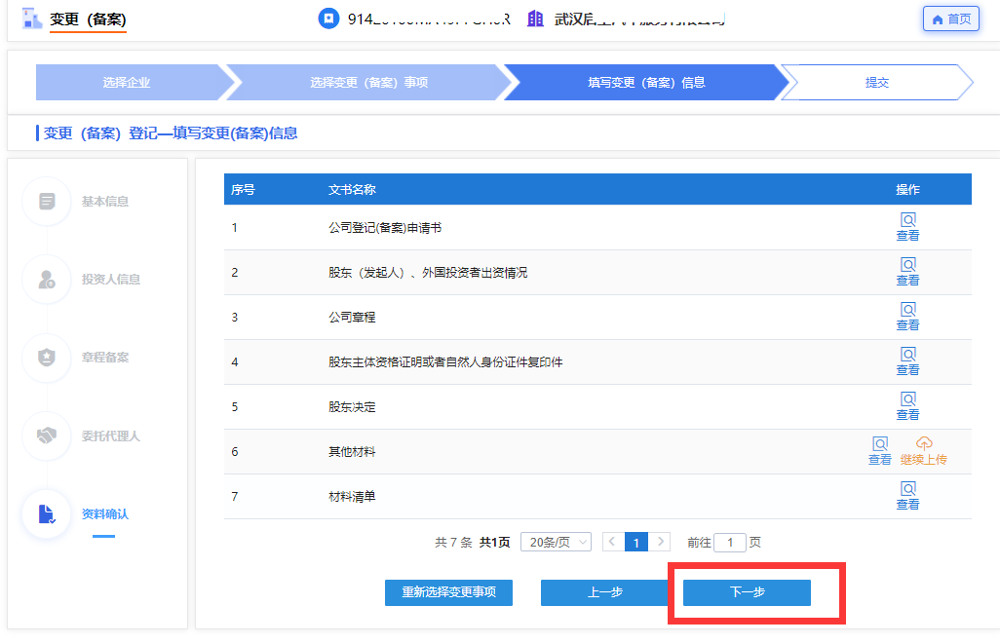 变更（备案）
首页
选择企业
选择变更（备案）事项
填写变更（备案）信息
提交
变更（备案）登记—填写变更(备案)信息
基本信息
投资人信息
章程备案
委托代理人
资料确认
序号 文书名称 操作
1 公司登记(备案)申请书 查看
2 股东（发起人）、外国投资者出资情况 查看
3 公司章程 查看
4 股东主体资格证明或者自然人身份证件复印件 查看
5 股东决定 查看
6 其他材料 查看 继续上传
7 材料清单 查看
共 7 条 共1页 20条/页 1 前往 1 页
重新选择变更事项 上一步 下一步